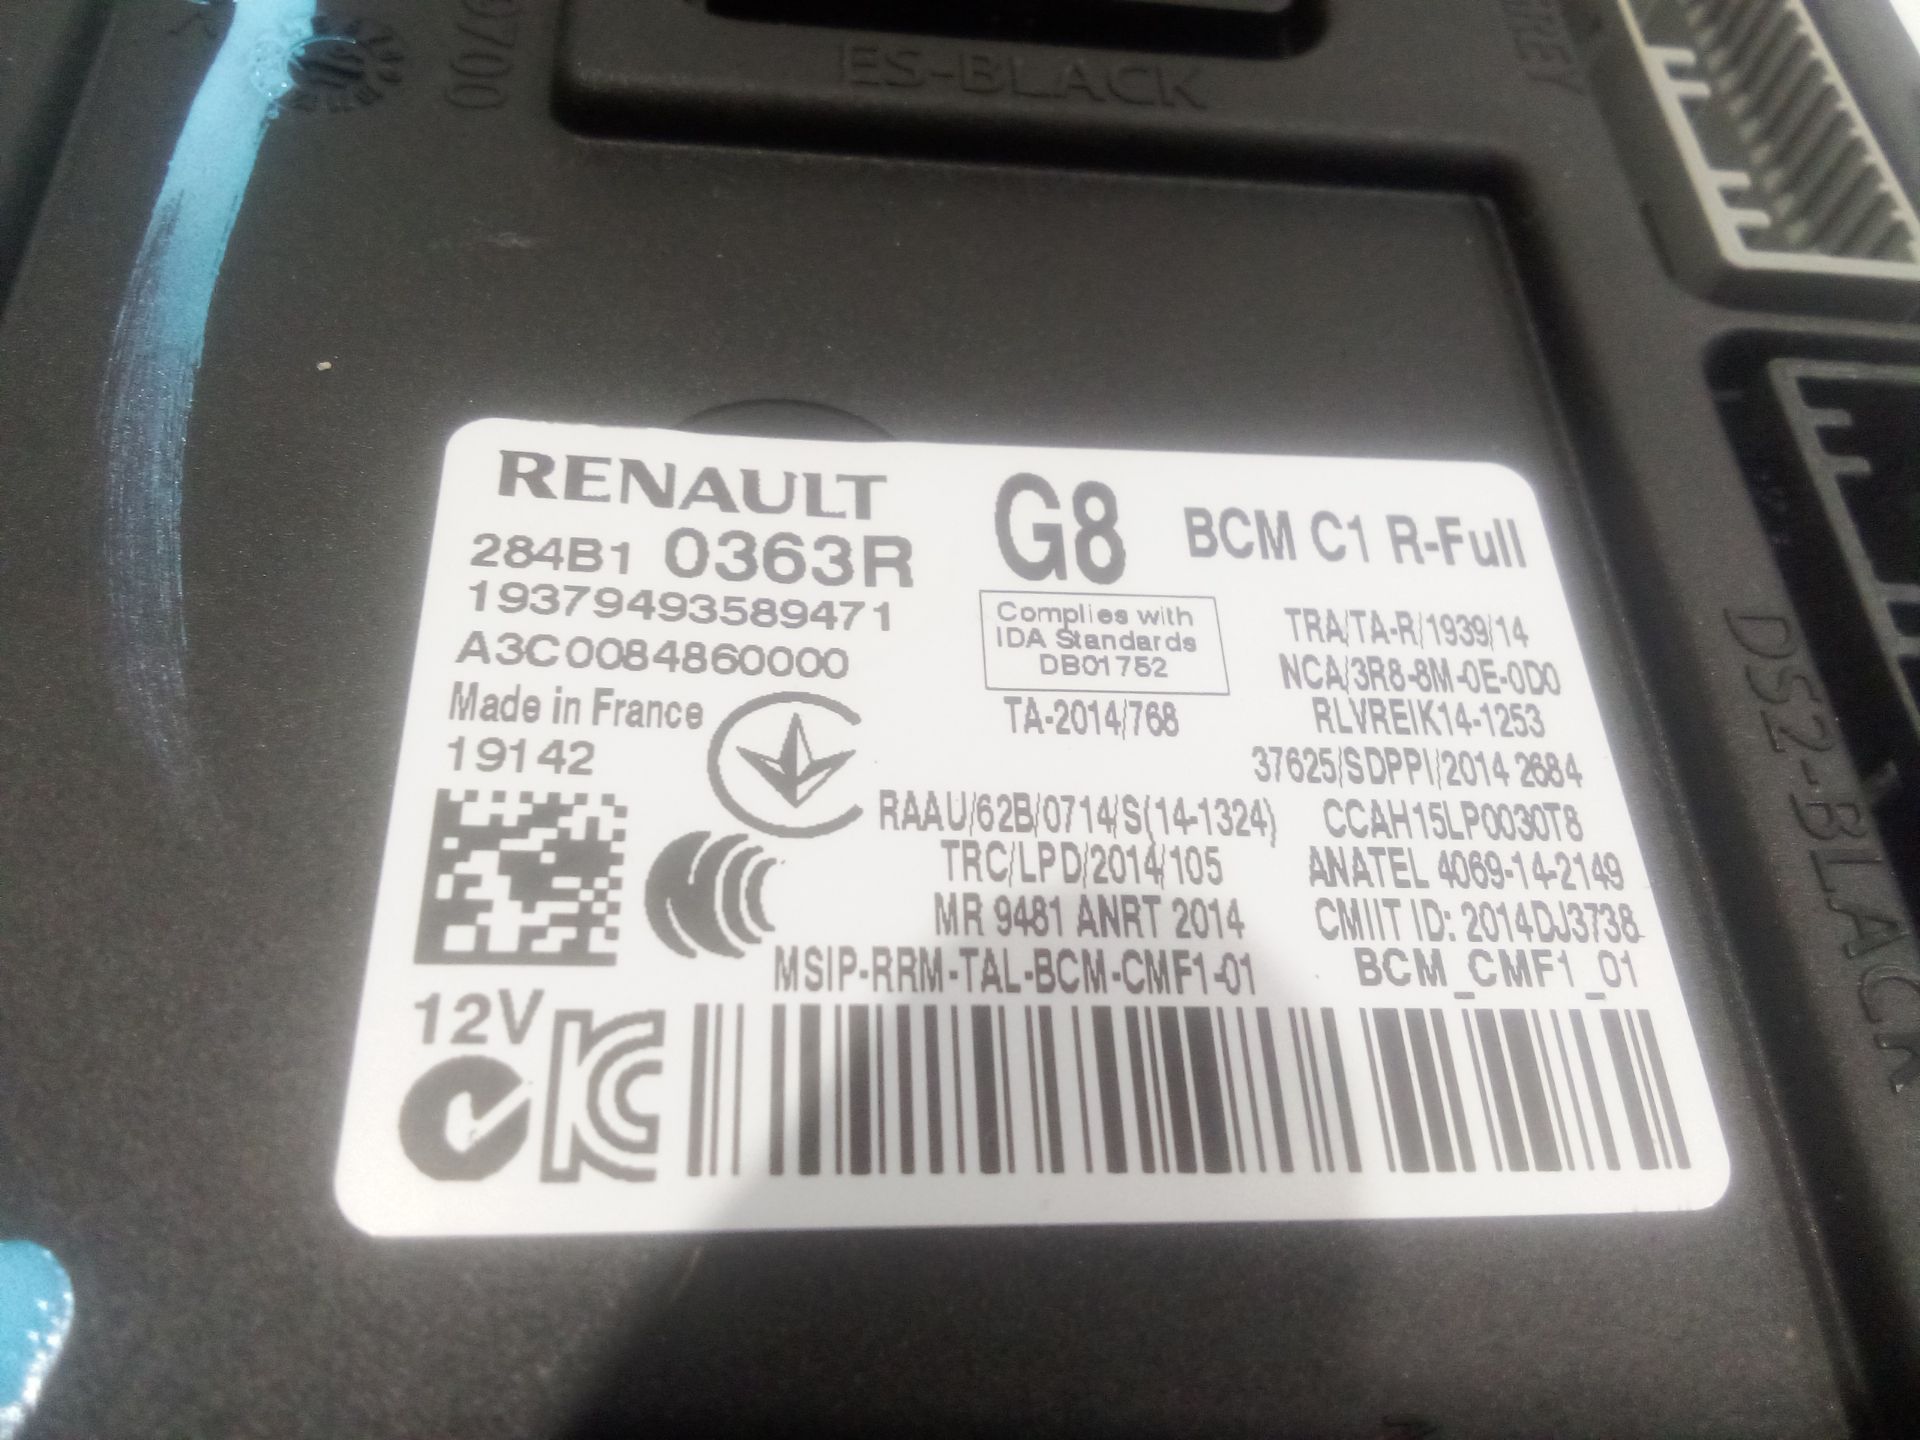 9700
ES-BLACK
RENAULT
284B1 0363R
19379493589471
A3C0084860000
Made in France
19142
12V
G8
BCM C1 R-Full
Complies with
IDA Standards
DB01752
TA-2014/768
TRA/TA-R/1939/14
NCA/3R8-8M-0E-0D0
RLVREIK14-1253
37625/SDPPI/2014 2684
RAAU/62B/0714/S(14-1324)
CCAH15LP0030T8
TRC/LPD/2014/105
ANATEL 4069-14-2149
MR 9481 ANRT 2014
CMIIT ID: 2014DJ3738
MSIP-RRM-TAL-BCM-CMF1-01
BCM_CMF1_01
DS2-BLACK